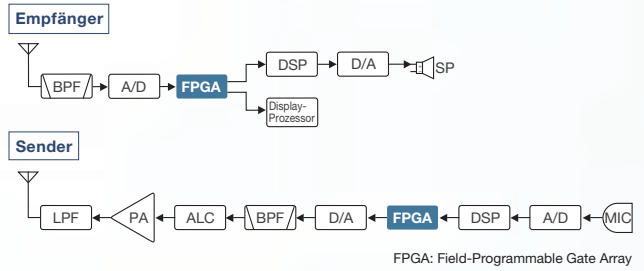 Empfänger
BPF A/D FPGA DSP D/A SP
Display-
Prozessor
Sender
LPF PA ALC BPF D/A FPGA DSP A/D MIC
FPGA: Field-Programmable Gate Array